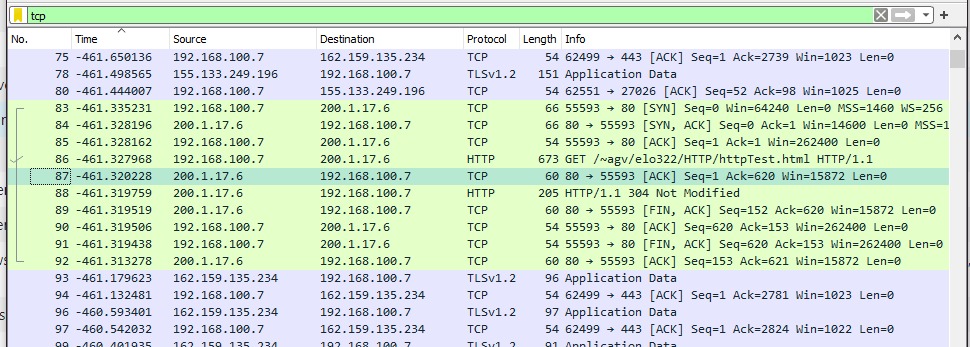 tcp
No. Time Source Destination Protocol Length Info
75 -461.650136 192.168.100.7 162.159.135.234 TCP 54 62499 → 443 [ACK] Seq=1 Ack=2739 Win=1023 Len=0
78 -461.498565 155.133.249.196 192.168.100.7 TLSv1.2 151 Application Data
80 -461.444007 192.168.100.7 155.133.249.196 TCP 54 62551 → 27026 [ACK] Seq=52 Ack=98 Win=1025 Len=0
83 -461.335231 192.168.100.7 200.1.17.6 TCP 66 55593 → 80 [SYN] Seq=0 Win=64240 Len=0 MSS=1460 WS=256
84 -461.328196 200.1.17.6 192.168.100.7 TCP 66 80 → 55593 [SYN, ACK] Seq=0 Ack=1 Win=14600 Len=0 MSS=1
85 -461.328162 192.168.100.7 200.1.17.6 TCP 54 55593 → 80 [ACK] Seq=1 Ack=1 Win=262400 Len=0
86 -461.327968 192.168.100.7 200.1.17.6 HTTP 673 GET /~agv/elo322/HTTP/httpTest.html HTTP/1.1
87 -461.320228 200.1.17.6 192.168.100.7 TCP 60 80 → 55593 [ACK] Seq=1 Ack=620 Win=15872 Len=0
88 -461.319759 200.1.17.6 192.168.100.7 HTTP 205 HTTP/1.1 304 Not Modified
89 -461.319519 200.1.17.6 192.168.100.7 TCP 60 80 → 55593 [FIN, ACK] Seq=152 Ack=620 Win=15872 Len=0
90 -461.319506 192.168.100.7 200.1.17.6 TCP 54 55593 → 80 [ACK] Seq=620 Ack=153 Win=262400 Len=0
91 -461.319438 192.168.100.7 200.1.17.6 TCP 54 55593 → 80 [FIN, ACK] Seq=620 Ack=153 Win=262400 Len=0
92 -461.313278 200.1.17.6 192.168.100.7 TCP 60 80 → 55593 [ACK] Seq=153 Ack=621 Win=15872 Len=0
93 -461.179623 162.159.135.234 192.168.100.7 TLSv1.2 96 Application Data
94 -461.132481 192.168.100.7 162.159.135.234 TCP 54 62499 → 443 [ACK] Seq=1 Ack=2781 Win=1023 Len=0
96 -460.593401 162.159.135.234 192.168.100.7 TLSv1.2 97 Application Data
97 -460.542032 192.168.100.7 162.159.135.234 TCP 54 62499 → 443 [ACK] Seq=1 Ack=2824 Win=1022 Len=0
99 -460.401935 162.159.135.234 192.168.100.7 TLSv1.2 91 Application Data